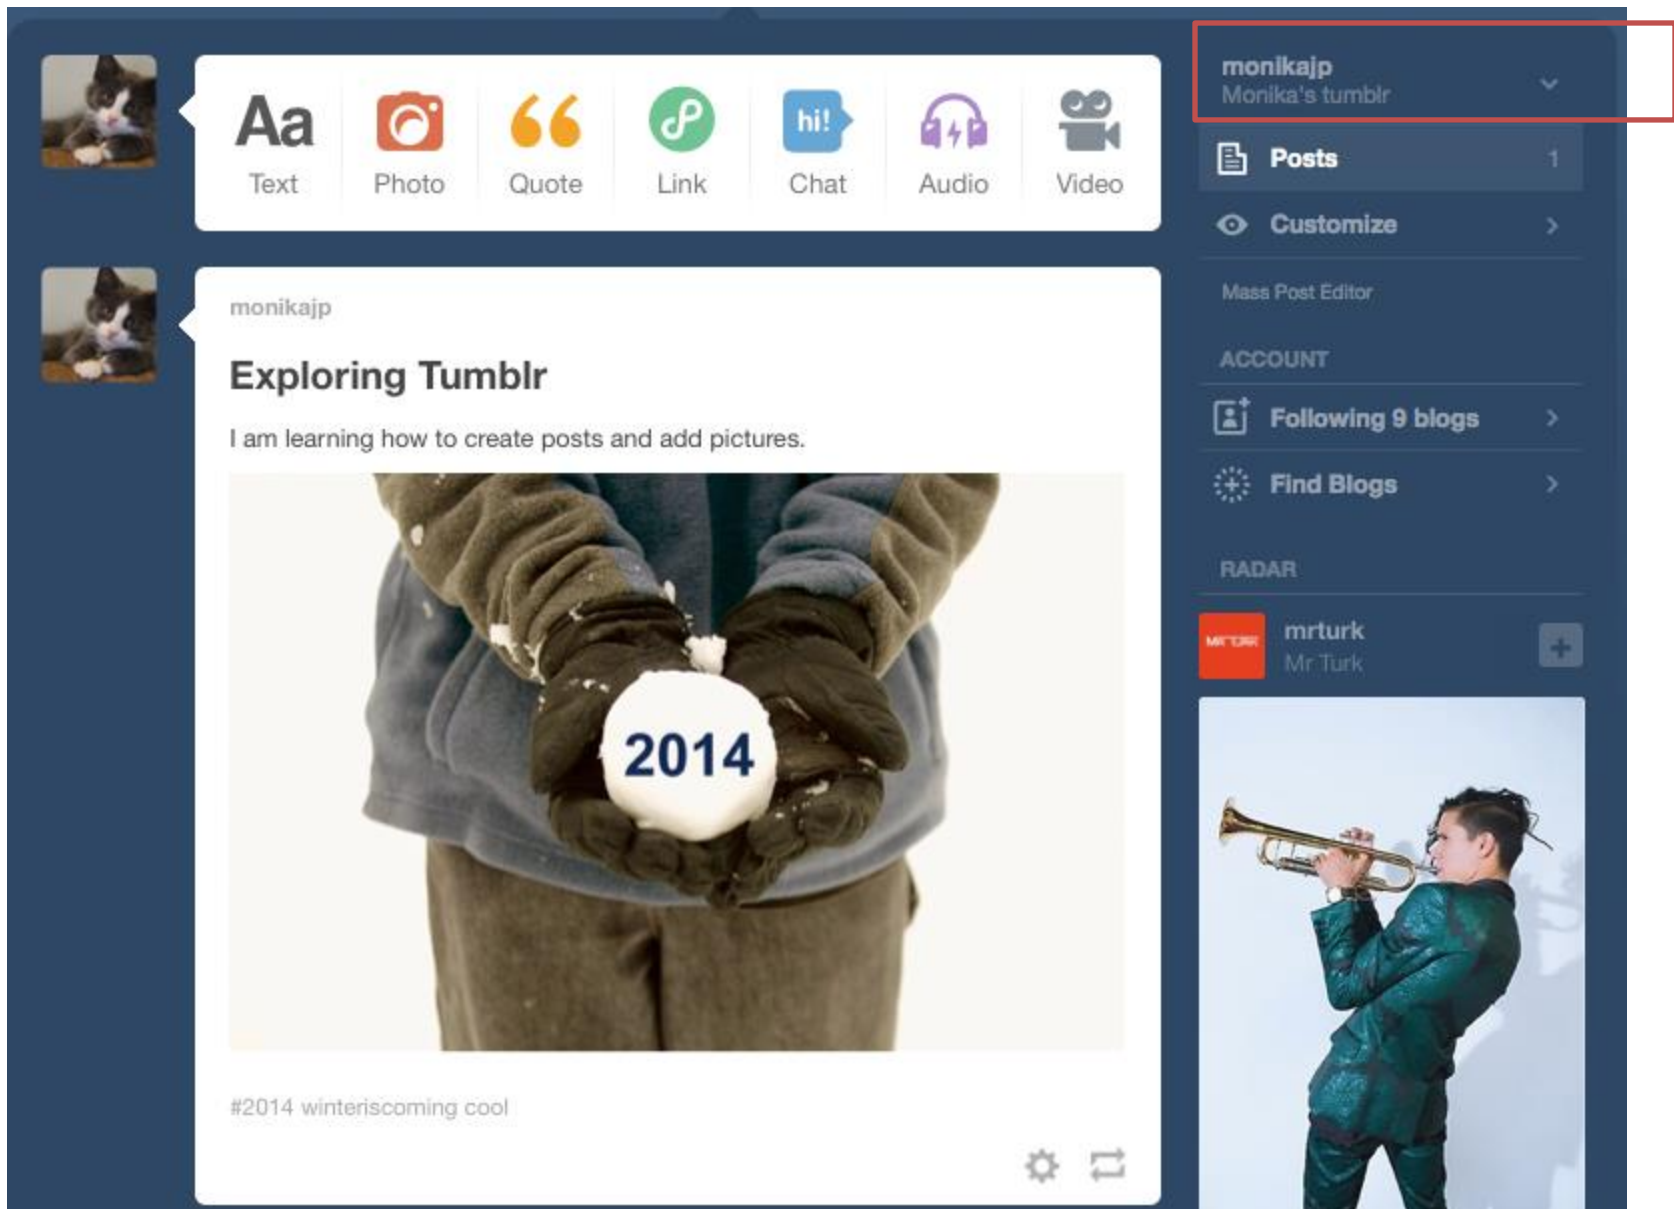 Aa
hi!
Text
Photo
Quote
Link
Chat
Audio
Video
monikajp
Exploring Tumblr
I am learning how to create posts and add pictures.
2014
#2014 winteriscoming cool
monikajp
Monika's tumblr
Posts 1
Customize
Mass Post Editor
ACCOUNT
Following 9 blogs
Find Blogs
RADAR
MR TURK
mrturk
Mr Turk